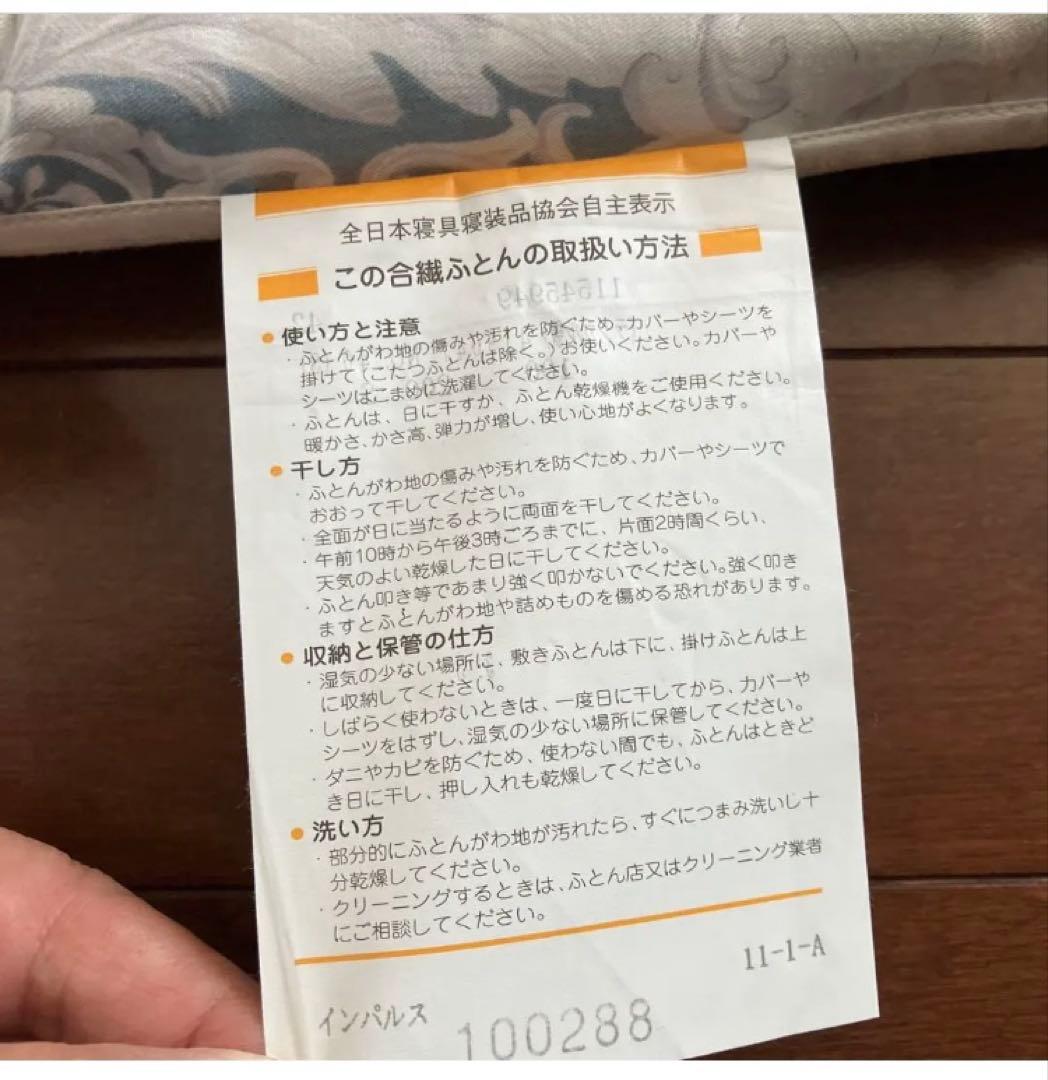 全日本寝具寝装品協会自主表示
この合繊ふとんの取扱い方法
● 使い方と注意
・ふとんがわ地の傷みや汚れを防ぐため、カバーやシーツを
掛けて(こたつふとんは除く。)お使いください。カバーや
シーツはこまめに洗濯してください。
・ふとんは、日に干すか、ふとん乾燥機をご使用ください。
暖かさ、かさ高、弾力が増し、使い心地がよくなります。
● 干し方
・ふとんがわ地の傷みや汚れを防ぐため、カバーやシーツで
おおって干してください。
・全面が日に当たるように両面を干してください。
・午前10時から午後3時ごろまでに、片面2時間くらい、
天気のよい乾燥した日に干してください。
・ふとん叩き等であまり強く叩かないでください。強く叩き
ますとふとんがわ地や詰めものを傷める恐れがあります。
● 収納と保管の仕方
・湿気の少ない場所に、敷きふとんは下に、掛けふとんは上
に収納してください。
・しばらく使わないときは、一度日に干してから、カバーや
シーツをはずし、湿気の少ない場所に保管してください。
・ダニやカビを防ぐため、使わない間でも、ふとんはときど
き日に干し、押し入れも乾燥してください。
● 洗い方
・部分的にふとんがわ地が汚れたら、すぐにつまみ洗いし十
分乾燥してください。
・クリーニングするときは、ふとん店又はクリーニング業者
にご相談してください。
11-1-A
インパルス
100288